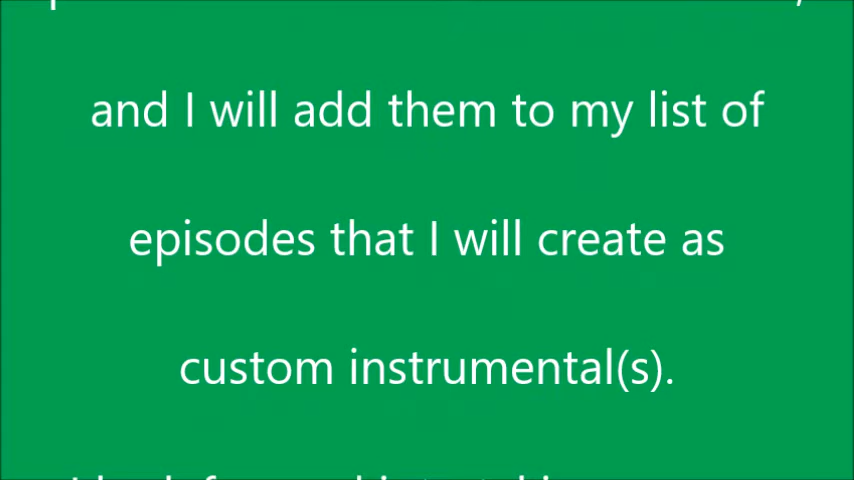 and I will add them to my list of
episodes that I will create as
custom instrumental(s).